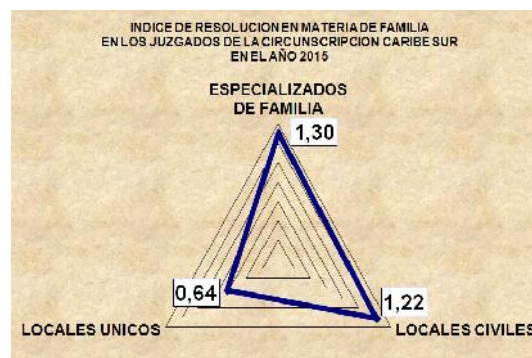 INDICE DE RESOLUCION EN MATERIA DE FAMILIA
EN LOS JUZGADOS DE LA CIRCUNSCRIPCION CARIBE SUR
EN EL AÑO 2015
ESPECIALIZADOS
DE FAMILIA
1,30
0,64
1,22
LOCALES UNICOS
LOCALES CIVILES